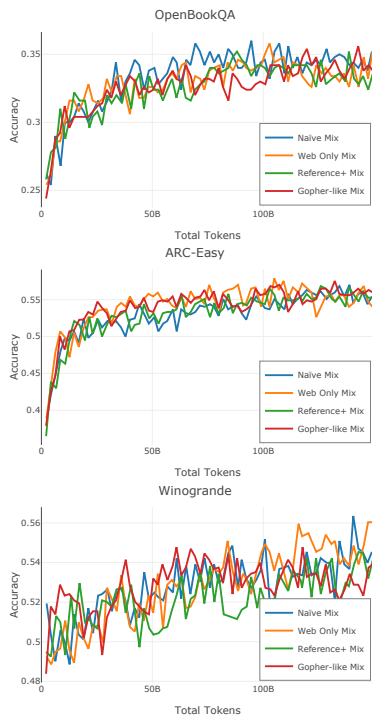 OpenBookQA
0.35
0.3
0.25
Accuracy
0
50B
100B
Total Tokens
Naïve Mix
Web Only Mix
Reference+ Mix
Gopher-like Mix
ARC-Easy
0.55
0.5
0.45
0.4
Accuracy
0
50B
100B
Total Tokens
Naïve Mix
Web Only Mix
Reference+ Mix
Gopher-like Mix
Winogrande
0.56
0.54
0.52
0.5
0.48
Accuracy
0
50B
100B
Total Tokens
Naïve Mix
Web Only Mix
Reference+ Mix
Gopher-like Mix